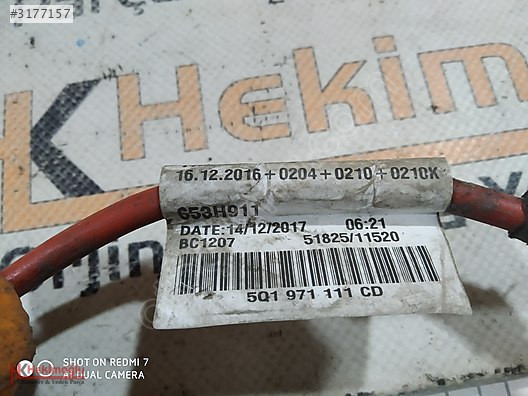 #3177157
Hekim
16.12.2016+0204+0210+0210K
653H911
DATE:14/12/2017 06:21
BC1207 51825/11520
5Q1 971 111 CD
SHOT ON REDMI 7
AI DUAL CAMERA